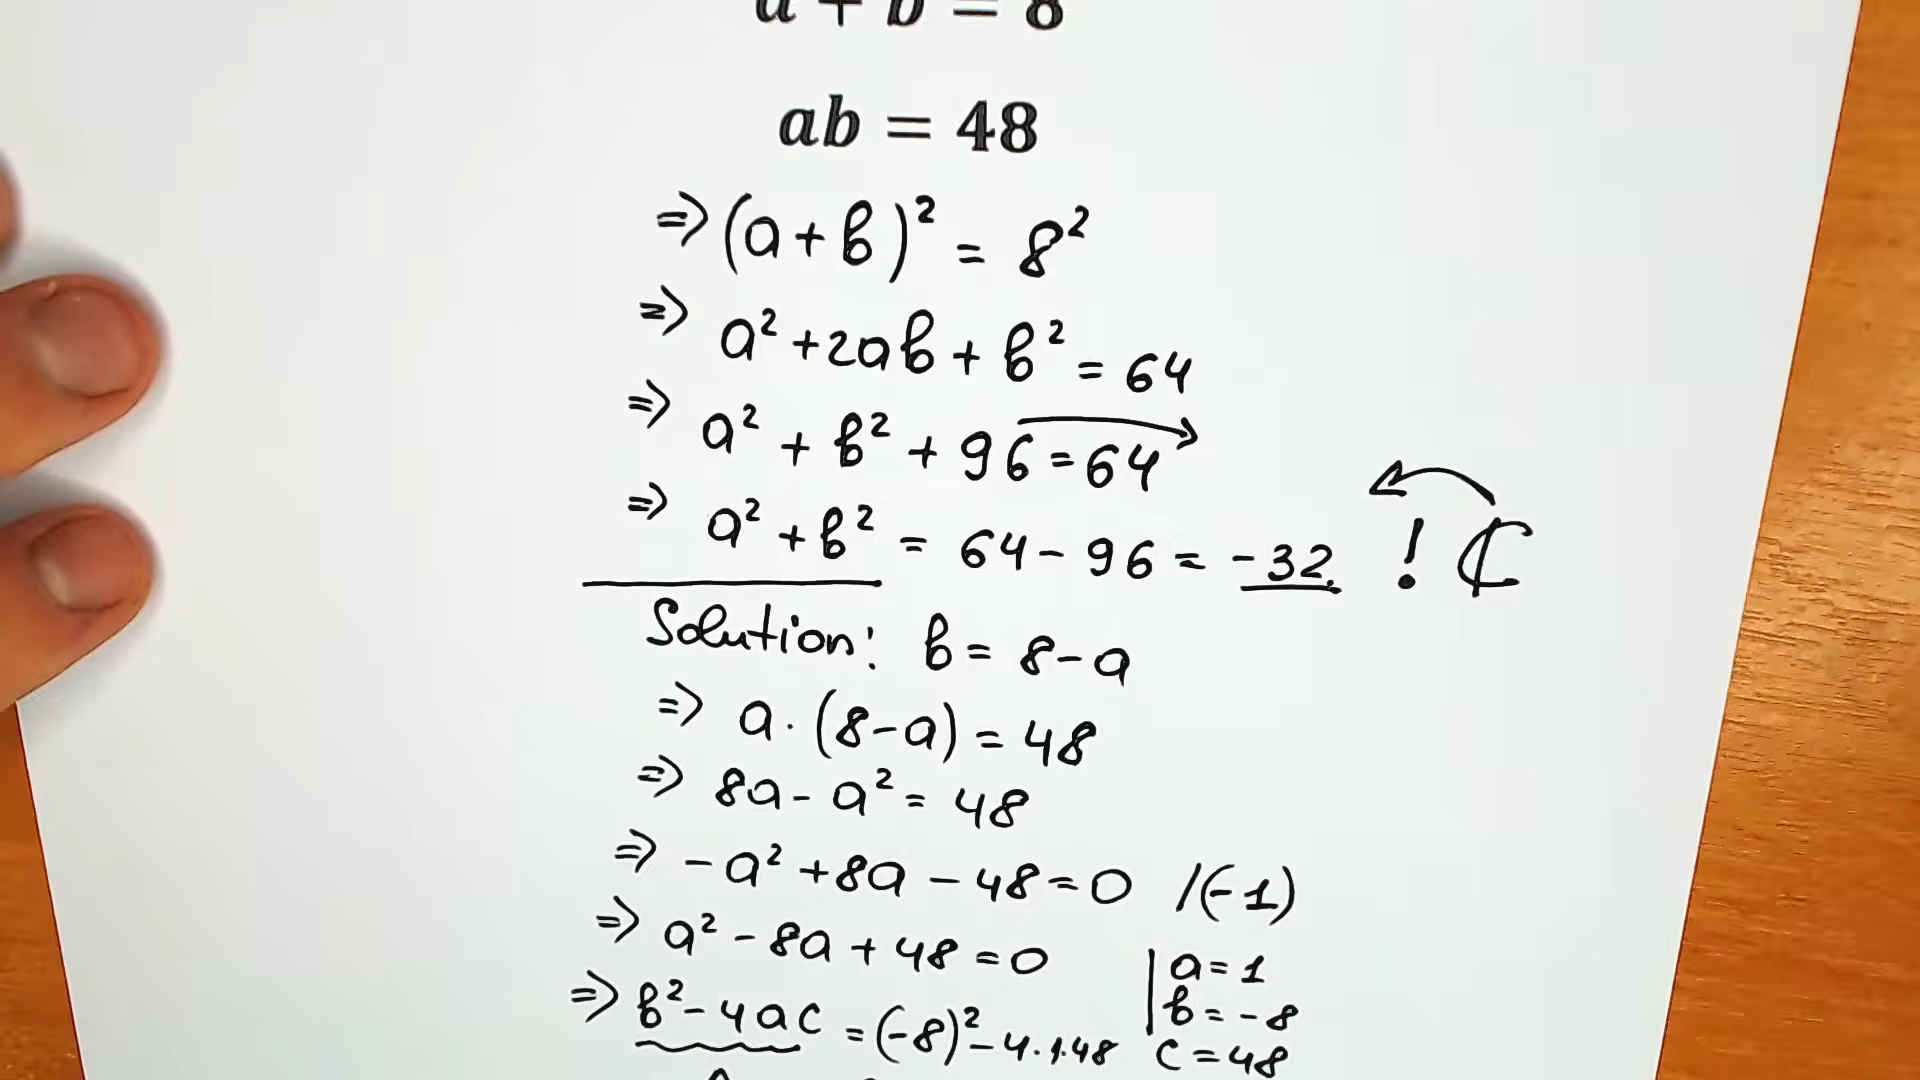 a + b = 8
ab = 48
=> (a + b)² = 8²
=> a² + 2ab + b² = 64
=> a² + b² + 96 = 64
=> a² + b² = 64 - 96 = -32. ! ℂ
Solution: b = 8 - a
=> a · (8 - a) = 48
=> 8a - a² = 48
=> -a² + 8a - 48 = 0 /(-1)
=> a² - 8a + 48 = 0
| a = 1
=> b² - 4ac = (-8)² - 4·1·48
| b = -8
c = 48